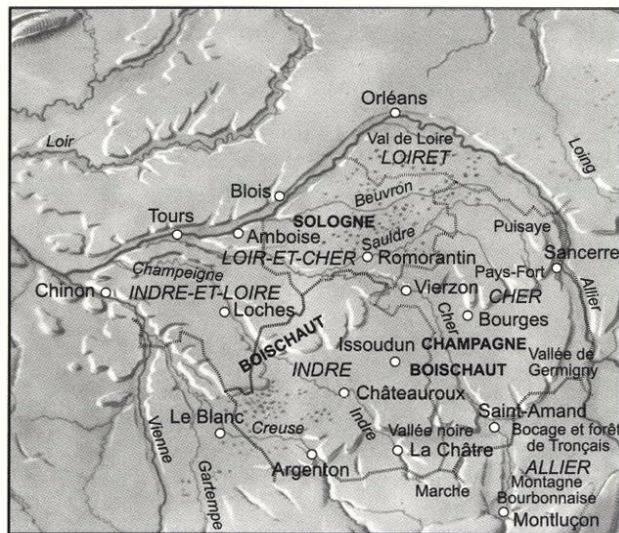 Orléans
Val de Loire
LOIRET
Loir
Loing
Blois
Beuvron
Tours
SOLOGNE
Puisaye
Amboise
Sauldre
LOIR-ET-CHER
Romorantin
Sancerre
Champeigne
Pays-Fort
Chinon
INDRE-ET-LOIRE
Vierzon
CHER
Allier
Loches
Cher
Bourges
BOISCHAUT
Issoudun
CHAMPAGNE
INDRE
BOISCHAUT
Vallée de
Germigny
Châteauroux
Le Blanc
Creuse
Indre
Vallée noire
Saint-Amand
Bocage et forêt
de Tronçais
Vienne
Gartempe
Argenton
La Châtre
ALLIER
Marche
Montagne
Bourbonnaise
Montluçon